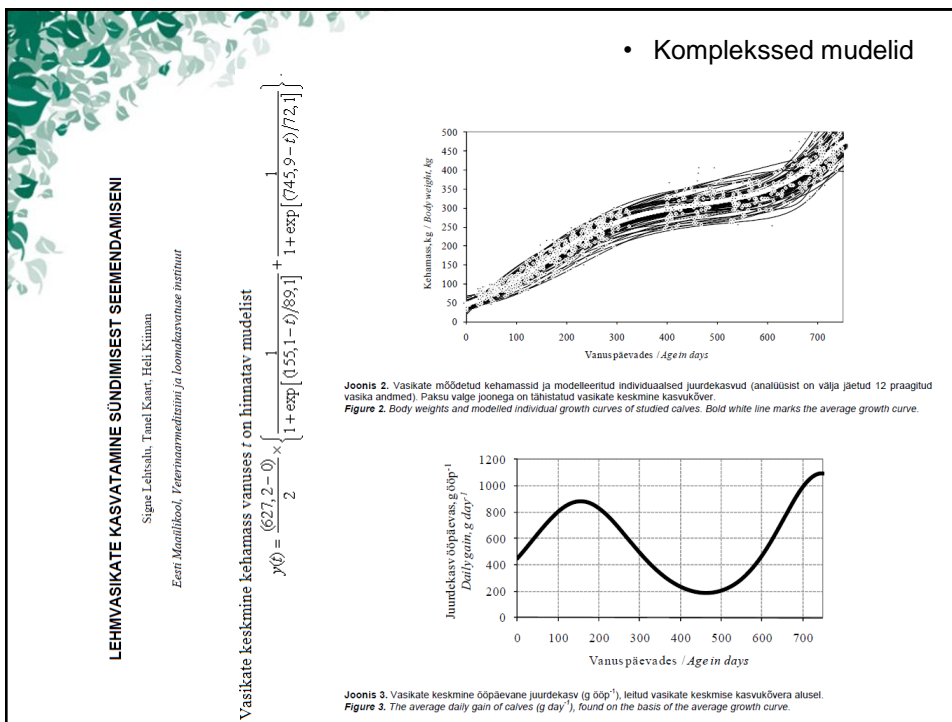 • Komplekssed mudelid
LEHMVASIKATE KASVATAMINE SÜNDIMISEST SEEMENDAMISENI
Signe Lehtsalu, Tanel Kaart, Heli Kiiman
Eesti Maaülikool, Veterinaarmeditsiini ja loomakasvatuse instituut
Vasikate keskmine kehamass vanuses t on hinnatav mudelist
y(t) = (627,2−0)/2 × {1/(1+exp[(155,1−t)/89,1]) + 1/(1+exp[(745,9−t)/72,1])}.
Kehamass, kg / Body weight, kg
500
450
400
350
300
250
200
150
100
50
0
0 100 200 300 400 500 600 700
Vanus päevades / Age in days
Joonis 2. Vasikate mõõdetud kehamassid ja modelleeritud individuaalsed juurdekasvud (analüüsist on välja jäetud 12 praagitud
vasika andmed). Paksu valge joonega on tähistatud vasikate keskmine kasvukõver.
Figure 2. Body weights and modelled individual growth curves of studied calves. Bold white line marks the average growth curve.
Juurdekasv ööpäevas, g ööp⁻¹
Daily gain, g day⁻¹
1200
1000
800
600
400
200
0
0 100 200 300 400 500 600 700
Vanus päevades / Age in days
Joonis 3. Vasikate keskmine ööpäevane juurdekasv (g ööp⁻¹), leitud vasikate keskmise kasvukõvera alusel.
Figure 3. The average daily gain of calves (g day⁻¹), found on the basis of the average growth curve.